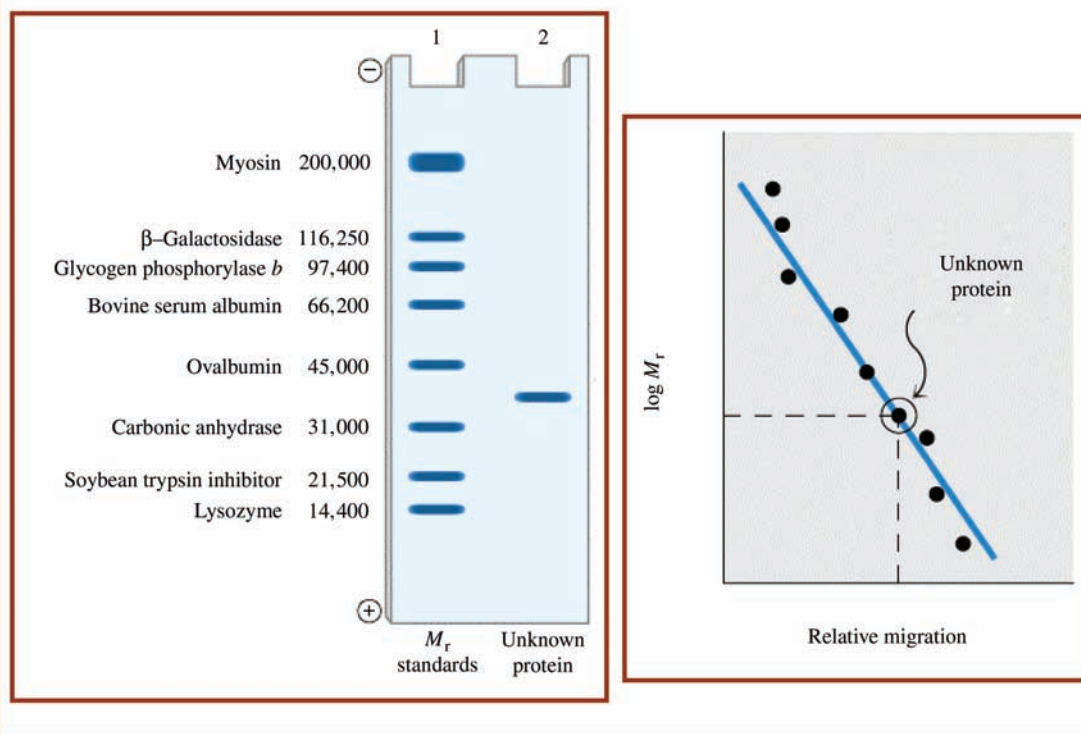 1 2
−
Myosin 200,000
β–Galactosidase 116,250
Glycogen phosphorylase b 97,400
Bovine serum albumin 66,200
Ovalbumin 45,000
Carbonic anhydrase 31,000
Soybean trypsin inhibitor 21,500
Lysozyme 14,400
+
Mr
standards
Unknown
protein
log Mr
Unknown
protein
Relative migration